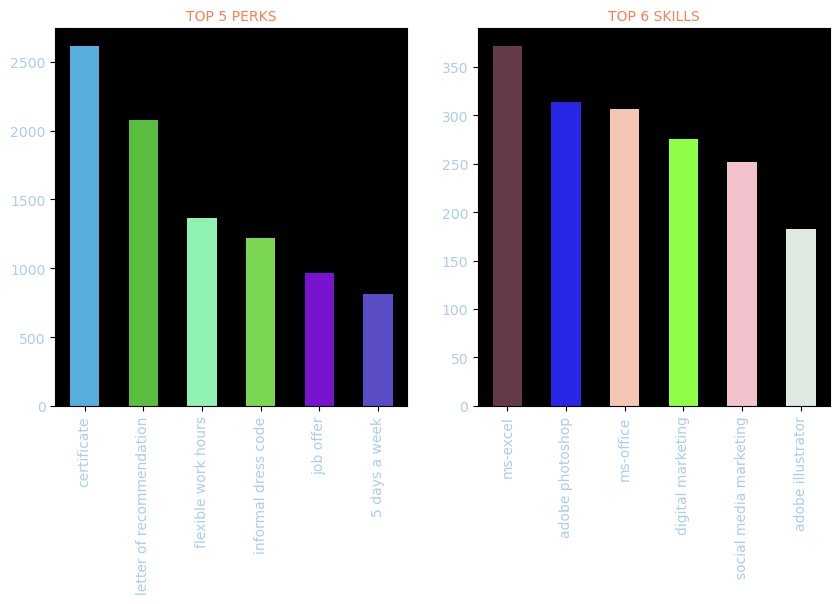 TOP 5 PERKS
2500
2000
1500
1000
500
0
certificate
letter of recommendation
flexible work hours
informal dress code
job offer
5 days a week
TOP 6 SKILLS
350
300
250
200
150
100
50
0
ms-excel
adobe photoshop
ms-office
digital marketing
social media marketing
adobe illustrator